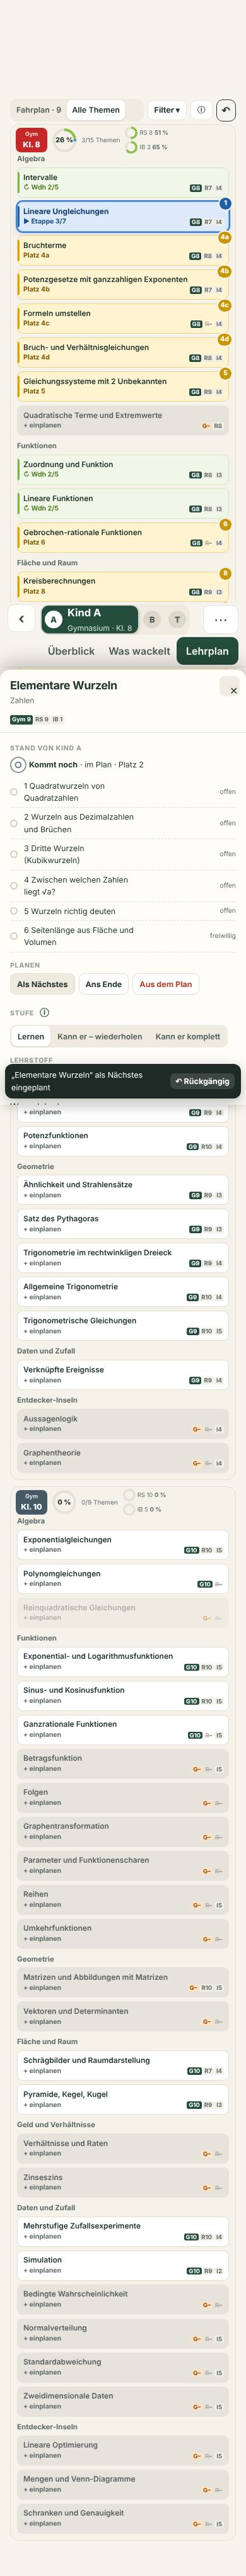 Fahrplan · 9 Alle Themen Filter ▾ ⓘ ↶
Gym
Kl. 8
26 %
3/15 Themen
RS 8 51 %
IB 3 65 %
Algebra
Intervalle
↻ Wdh 2/5
G8 R7 I4
1
Lineare Ungleichungen
▶ Etappe 3/7
G8 R7 I4
4a
Bruchterme
Platz 4a
G8 R8 I4
4b
Potenzgesetze mit ganzzahligen Exponenten
Platz 4b
G8 R7 I4
4c
Formeln umstellen
Platz 4c
G8 R– I4
4d
Bruch- und Verhältnisgleichungen
Platz 4d
G8 R8 I4
5
Gleichungssysteme mit 2 Unbekannten
Platz 5
G8 R9 I4
Quadratische Terme und Extremwerte
+ einplanen
G– R8
Funktionen
Zuordnung und Funktion
↻ Wdh 2/5
G8 R8 I3
Lineare Funktionen
↻ Wdh 2/5
G8 R8 I3
6
Gebrochen-rationale Funktionen
Platz 6
G8 R– I4
Fläche und Raum
8
Kreisberechnungen
Platz 8
G8 R9 I3
‹
A
Kind A
Gymnasium · Kl. 8
B T
···
Überblick Was wackelt Lehrplan
Elementare Wurzeln
×
Zahlen
Gym 9 RS 9 IB 1
STAND VON KIND A
Kommt noch · im Plan · Platz 2
1 Quadratwurzeln von
Quadratzahlen
offen
2 Wurzeln aus Dezimalzahlen
und Brüchen
offen
3 Dritte Wurzeln
(Kubikwurzeln)
offen
4 Zwischen welchen Zahlen
liegt √a?
offen
5 Wurzeln richtig deuten
offen
6 Seitenlänge aus Fläche und
Volumen
freiwillig
PLANEN
Als Nächstes Ans Ende Aus dem Plan
STUFE ⓘ
Lernen Kann er – wiederholen Kann er komplett
LEHRSTOFF
„Elementare Wurzeln“ als Nächstes
eingeplant
↶ Rückgängig
+ einplanen
G9 R9 I4
Potenzfunktionen
+ einplanen
G9 R10 I4
Geometrie
Ähnlichkeit und Strahlensätze
+ einplanen
G9 R9 I3
Satz des Pythagoras
+ einplanen
G9 R9 I3
Trigonometrie im rechtwinkligen Dreieck
+ einplanen
G9 R9 I4
Allgemeine Trigonometrie
+ einplanen
G9 R10 I4
Trigonometrische Gleichungen
+ einplanen
G9 R10 I5
Daten und Zufall
Verknüpfte Ereignisse
+ einplanen
G9 R9 I4
Entdecker-Inseln
Aussagenlogik
+ einplanen
G– R– I4
Graphentheorie
+ einplanen
G– R– I4
Gym
Kl. 10
0 %
0/9 Themen
RS 10 0 %
IB 5 0 %
Algebra
Exponentialgleichungen
+ einplanen
G10 R10 I5
Polynomgleichungen
+ einplanen
G10 R–
Reinquadratische Gleichungen
+ einplanen
G– R–
Funktionen
Exponential- und Logarithmusfunktionen
+ einplanen
G10 R10 I5
Sinus- und Kosinusfunktion
+ einplanen
G10 R10 I5
Ganzrationale Funktionen
+ einplanen
G10 R– I5
Betragsfunktion
+ einplanen
G– R– I5
Folgen
+ einplanen
G– R–
Graphentransformation
+ einplanen
G– R–
Parameter und Funktionenscharen
+ einplanen
G– R–
Reihen
+ einplanen
G– R– I5
Umkehrfunktionen
+ einplanen
G– R–
Geometrie
Matrizen und Abbildungen mit Matrizen
+ einplanen
G– R10 I5
Vektoren und Determinanten
+ einplanen
G– R–
Fläche und Raum
Schrägbilder und Raumdarstellung
+ einplanen
G10 R7 I4
Pyramide, Kegel, Kugel
+ einplanen
G10 R9 I3
Geld und Verhältnisse
Verhältnisse und Raten
+ einplanen
G– R–
Zinseszins
+ einplanen
G– R–
Daten und Zufall
Mehrstufige Zufallsexperimente
+ einplanen
G10 R10 I4
Simulation
+ einplanen
G10 R9 I2
Bedingte Wahrscheinlichkeit
+ einplanen
G– R–
Normalverteilung
+ einplanen
G– R– I5
Standardabweichung
+ einplanen
G– R– I5
Zweidimensionale Daten
+ einplanen
G– R– I5
Entdecker-Inseln
Lineare Optimierung
+ einplanen
G– R– I5
Mengen und Venn-Diagramme
+ einplanen
G– R–
Schranken und Genauigkeit
+ einplanen
G– R– I5